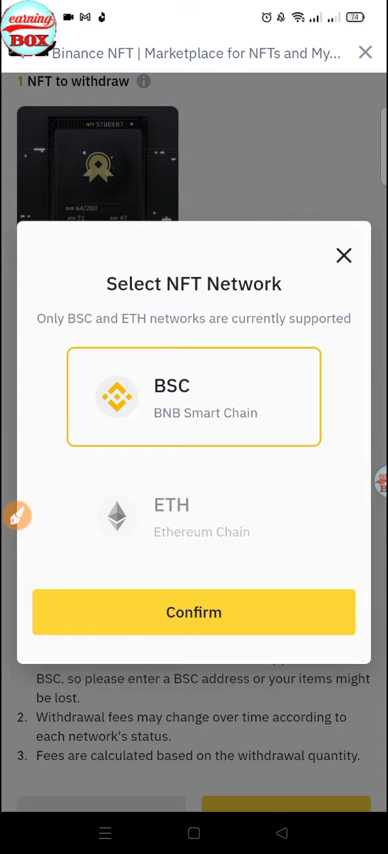 earning
BOX
74
Binance NFT | Marketplace for NFTs and My...
1 NFT to withdraw
NFT STUDENT
Select NFT Network
Only BSC and ETH networks are currently supported
BSC
BNB Smart Chain
ETH
Ethereum Chain
Confirm
BSC, so please enter a BSC address or your items might
be lost.
2. Withdrawal fees may change over time according to
each network's status.
3. Fees are calculated based on the withdrawal quantity.